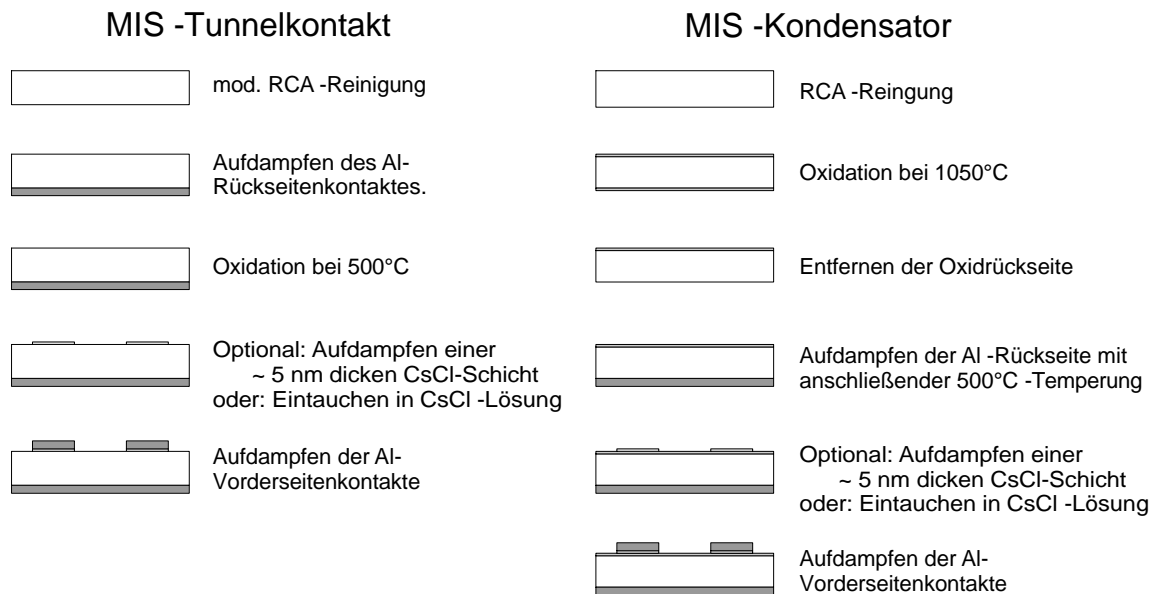 MIS -Tunnelkontakt
mod. RCA -Reinigung
Aufdampfen des Al-
Rückseitenkontaktes.
Oxidation bei 500°C
Optional: Aufdampfen einer
~ 5 nm dicken CsCl-Schicht
oder: Eintauchen in CsCl -Lösung
Aufdampfen der Al-
Vorderseitenkontakte
MIS -Kondensator
RCA -Reingung
Oxidation bei 1050°C
Entfernen der Oxidrückseite
Aufdampfen der Al -Rückseite mit
anschließender 500°C -Temperung
Optional: Aufdampfen einer
~ 5 nm dicken CsCl-Schicht
oder: Eintauchen in CsCl -Lösung
Aufdampfen der Al-
Vorderseitenkontakte